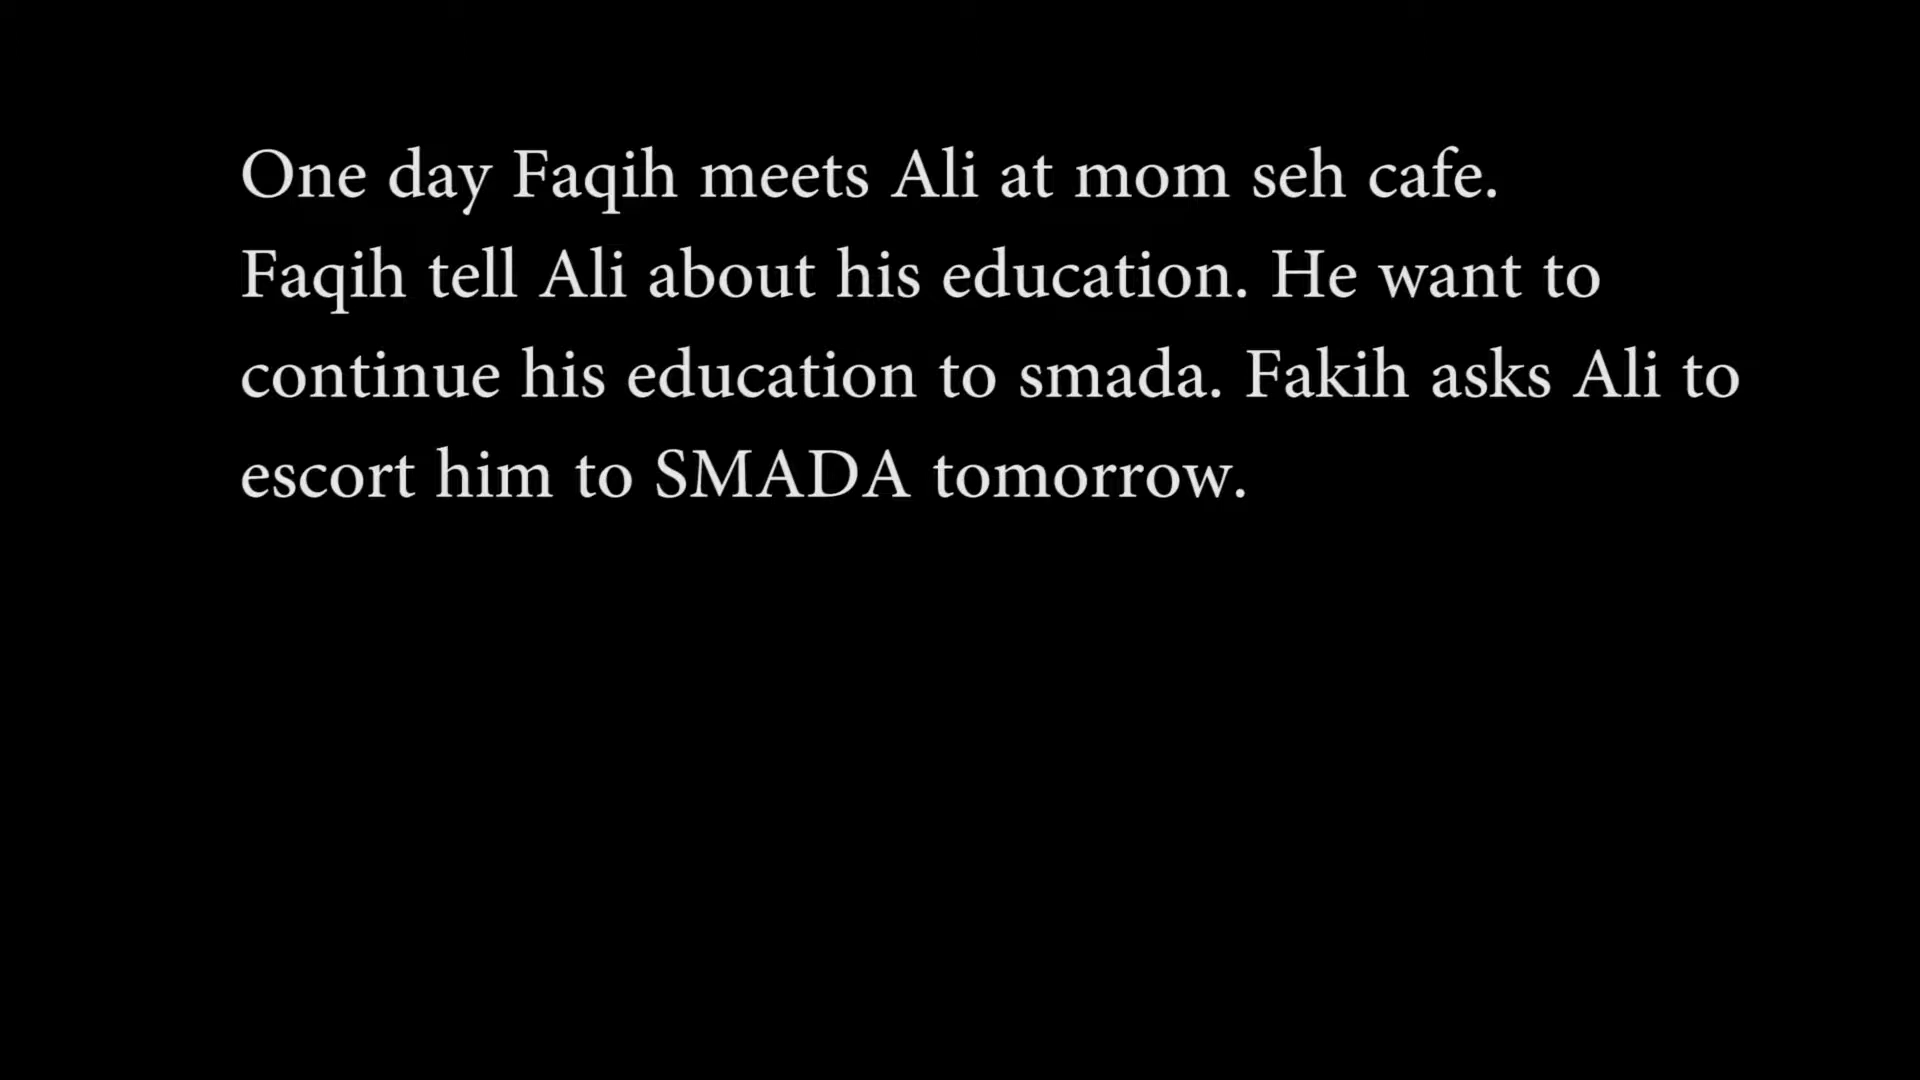 One day Faqih meets Ali at mom seh cafe.
Faqih tell Ali about his education. He want to
continue his education to smada. Fakih asks Ali to
escort him to SMADA tomorrow.